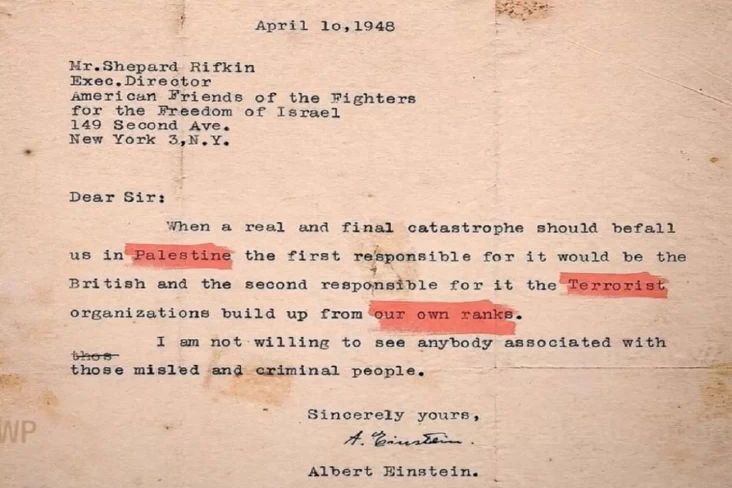 April 10,1948
Mr.Shepard Rifkin
Exec.Director
American Friends of the Fighters
for the Freedom of Israel
149 Second Ave.
New York 3,N.Y.
Dear Sir:
When a real and final catastrophe should befall
us in Palestine the first responsible for it would be the
British and the second responsible for it the Terrorist
organizations build up from our own ranks.
I am not willing to see anybody associated with
thos
those misled and criminal people.
Sincerely yours,
A. Einstein.
Albert Einstein.
WP